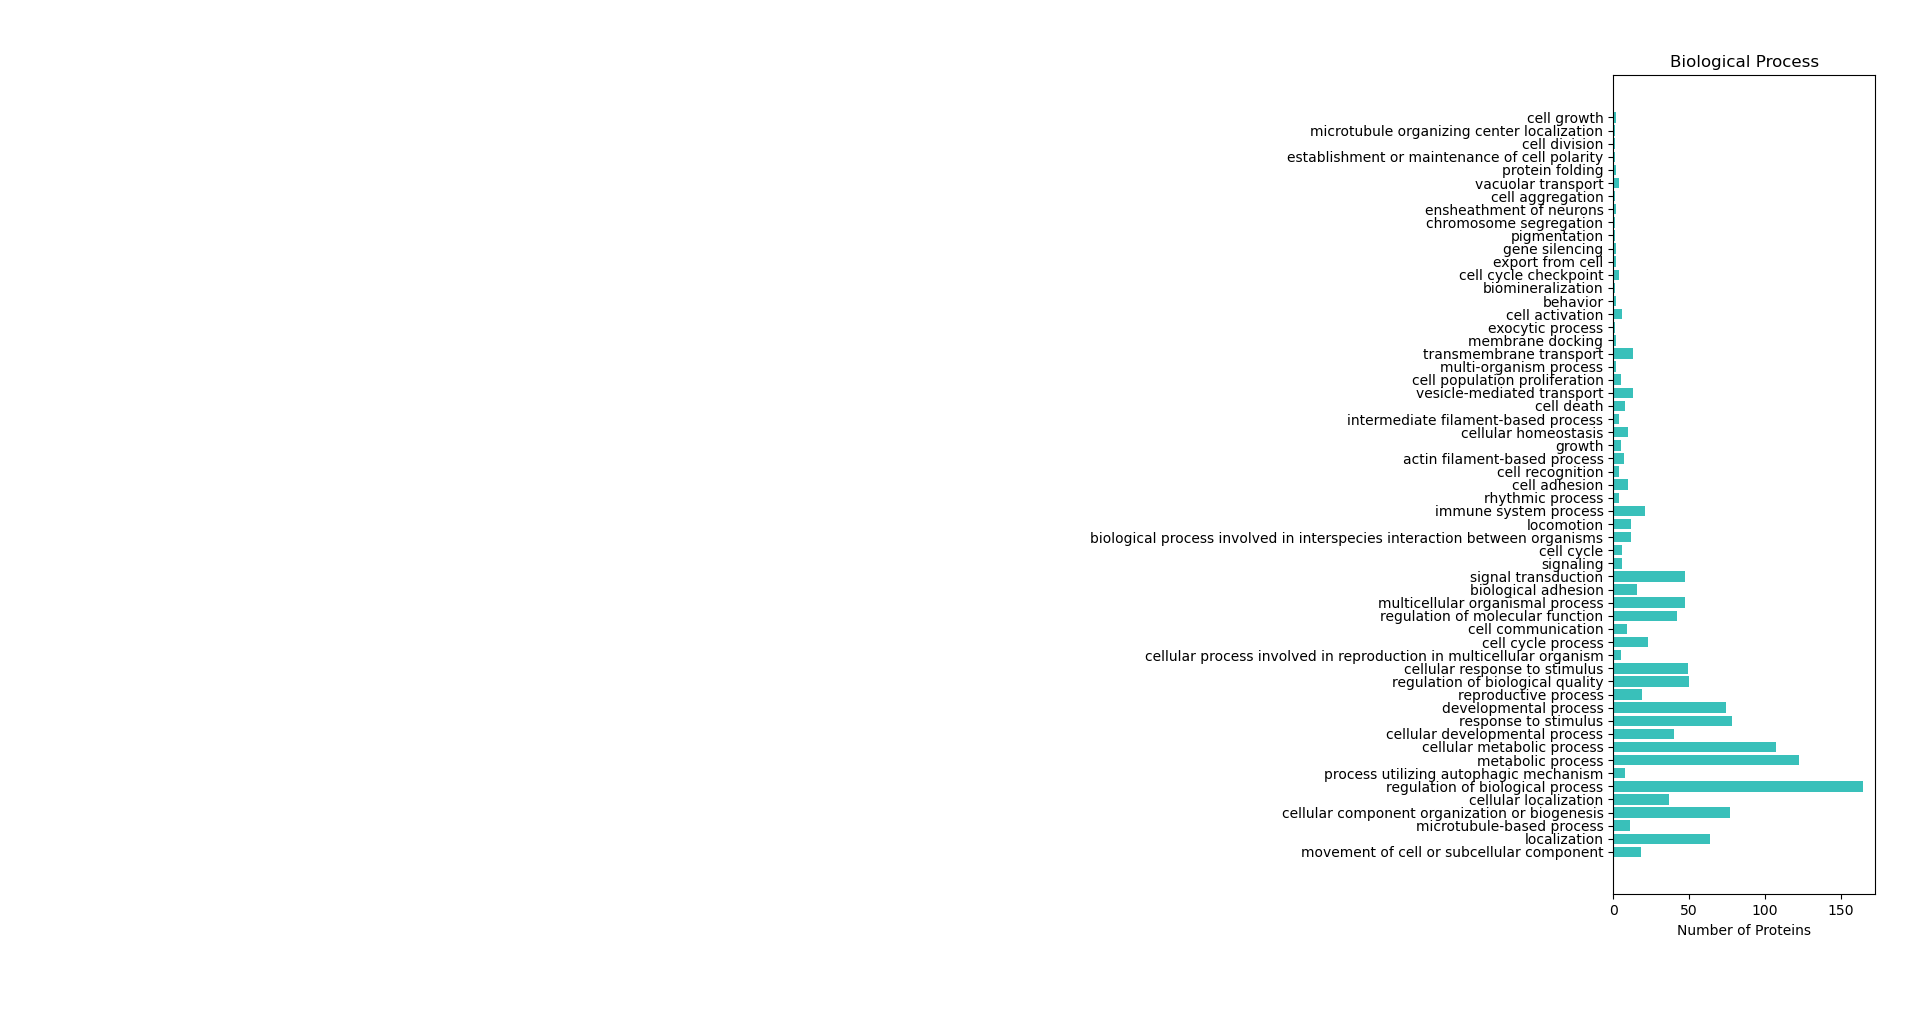 Biological Process
cell growth
microtubule organizing center localization
cell division
establishment or maintenance of cell polarity
protein folding
vacuolar transport
cell aggregation
ensheathment of neurons
chromosome segregation
pigmentation
gene silencing
export from cell
cell cycle checkpoint
biomineralization
behavior
cell activation
exocytic process
membrane docking
transmembrane transport
multi-organism process
cell population proliferation
vesicle-mediated transport
cell death
intermediate filament-based process
cellular homeostasis
growth
actin filament-based process
cell recognition
cell adhesion
rhythmic process
immune system process
locomotion
biological process involved in interspecies interaction between organisms
cell cycle
signaling
signal transduction
biological adhesion
multicellular organismal process
regulation of molecular function
cell communication
cell cycle process
cellular process involved in reproduction in multicellular organism
cellular response to stimulus
regulation of biological quality
reproductive process
developmental process
response to stimulus
cellular developmental process
cellular metabolic process
metabolic process
process utilizing autophagic mechanism
regulation of biological process
cellular localization
cellular component organization or biogenesis
microtubule-based process
localization
movement of cell or subcellular component
0 50 100 150
Number of Proteins